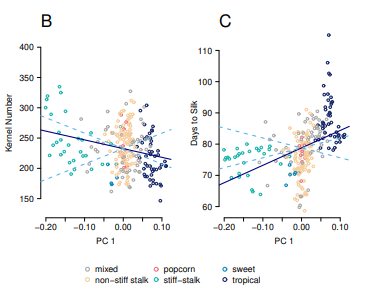 B
C
Kernel Number
400
350
300
250
200
150
−0.20
−0.10
0.00
0.10
PC 1
Days to Silk
110
100
90
80
70
60
−0.20
−0.10
0.00
0.10
PC 1
mixed
popcorn
sweet
non−stiff stalk
stiff−stalk
tropical